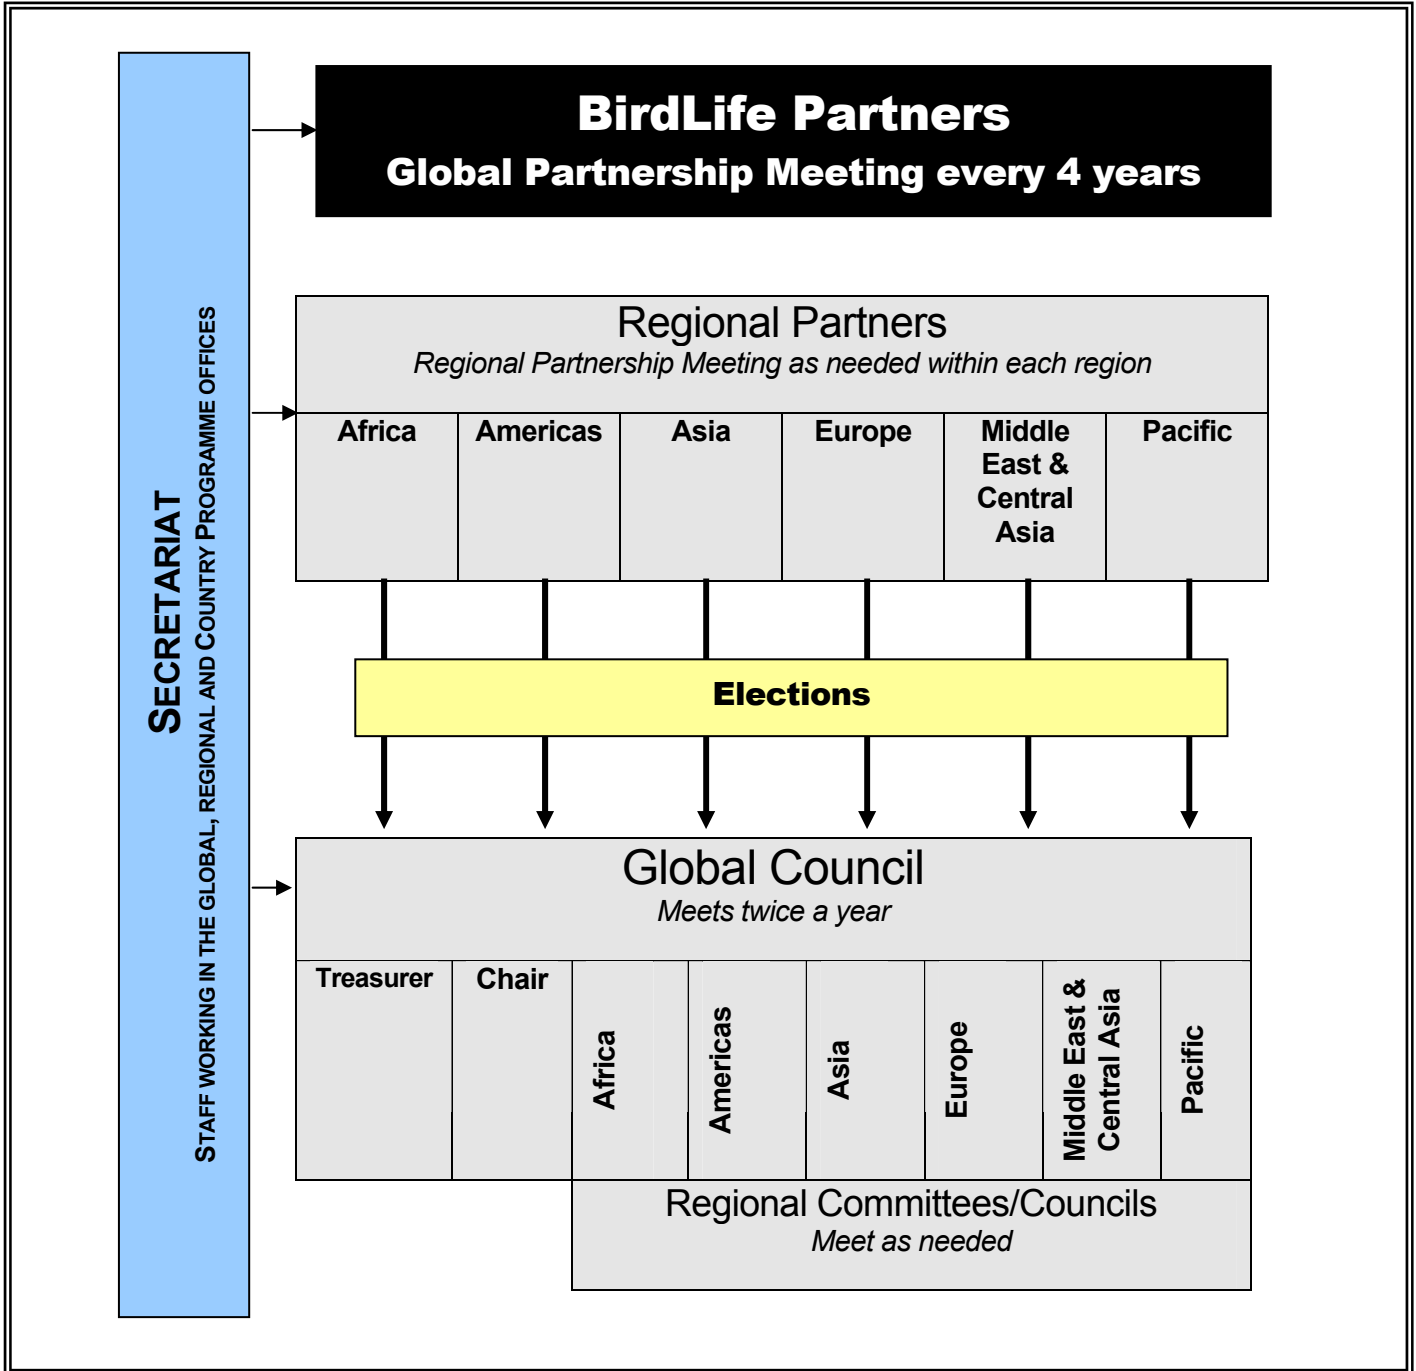 SECRETARIAT
STAFF WORKING IN THE GLOBAL, REGIONAL AND COUNTRY PROGRAMME OFFICES
BirdLife Partners
Global Partnership Meeting every 4 years
Regional Partners
Regional Partnership Meeting as needed within each region
Africa
Americas
Asia
Europe
Middle
East &
Central
Asia
Pacific
Elections
Global Council
Meets twice a year
Treasurer
Chair
Africa
Americas
Asia
Europe
Middle East &
Central Asia
Pacific
Regional Committees/Councils
Meet as needed